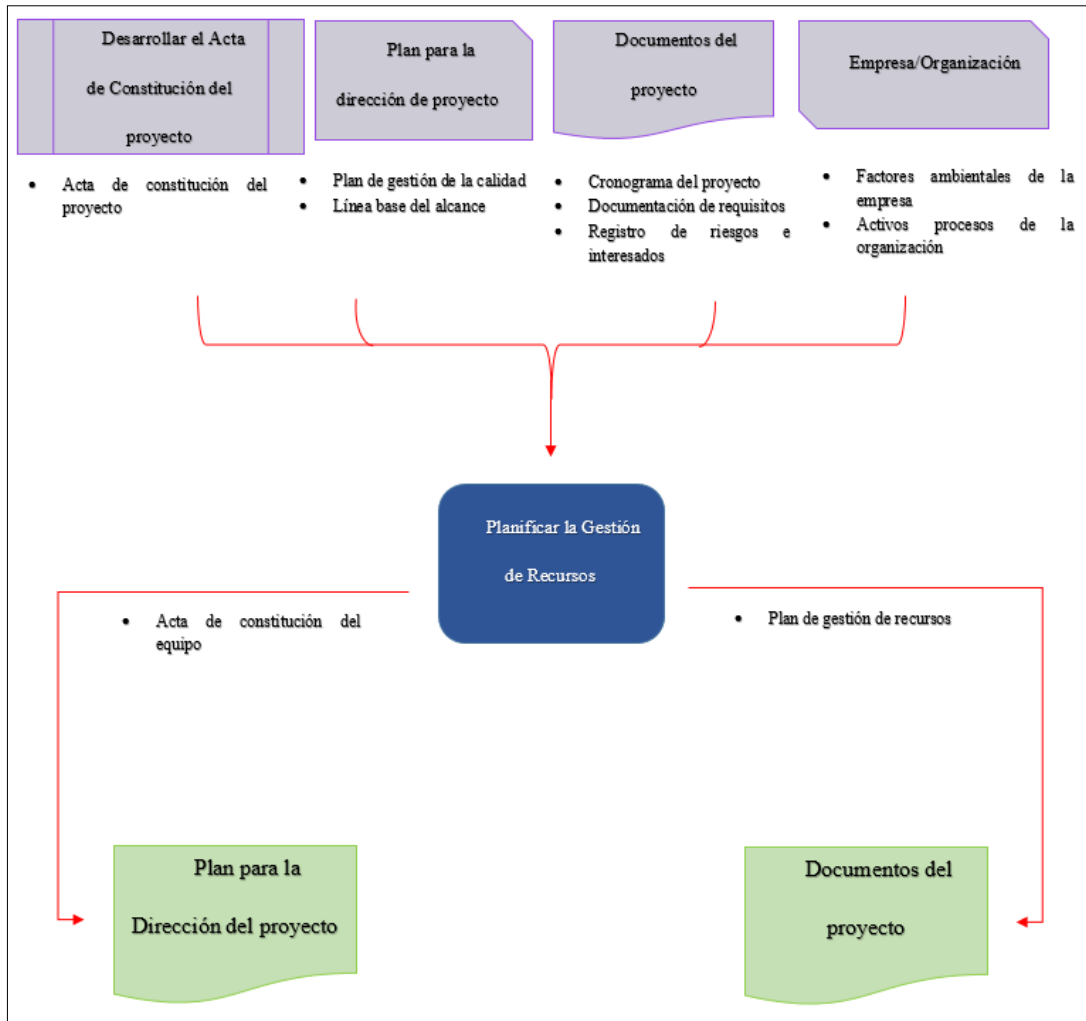 Desarrollar el Acta
de Constitución del
proyecto
• Acta de constitución del
proyecto
Plan para la
dirección de proyecto
• Plan de gestión de la calidad
• Línea base del alcance
Documentos del
proyecto
• Cronograma del proyecto
• Documentación de requisitos
• Registro de riesgos e
interesados
Empresa/Organización
• Factores ambientales de la
empresa
• Activos procesos de la
organización
Planificar la Gestión
de Recursos
• Acta de constitución del
equipo
• Plan de gestión de recursos
Plan para la
Dirección del proyecto
Documentos del
proyecto